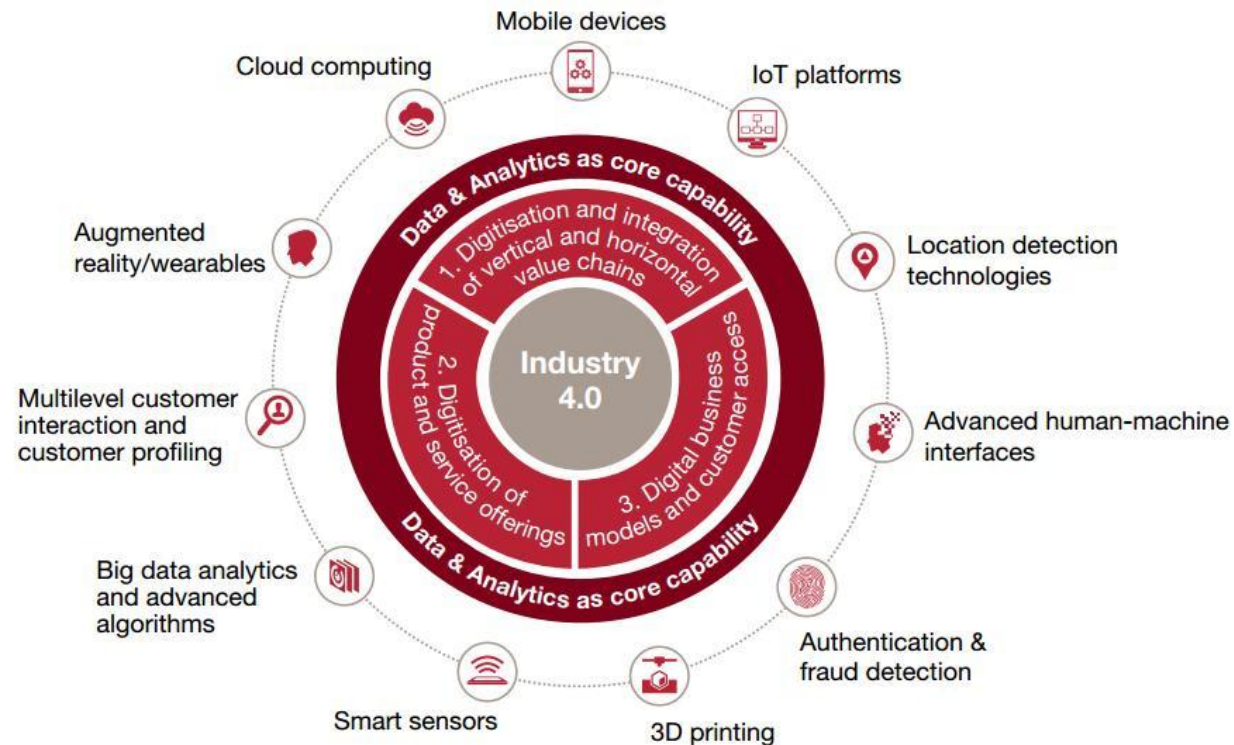 Mobile devices
Cloud computing
IoT platforms
Data & Analytics as core capability
1. Digitisation and integration
of vertical and horizontal
value chains
Augmented
reality/wearables
Location detection
technologies
Industry
4.0
2. Digitisation of
product and service offerings
3. Digital business
models and customer access
Multilevel customer
interaction and
customer profiling
Advanced human-machine
interfaces
Data & Analytics as core capability
Big data analytics
and advanced
algorithms
Authentication &
fraud detection
Smart sensors
3D printing